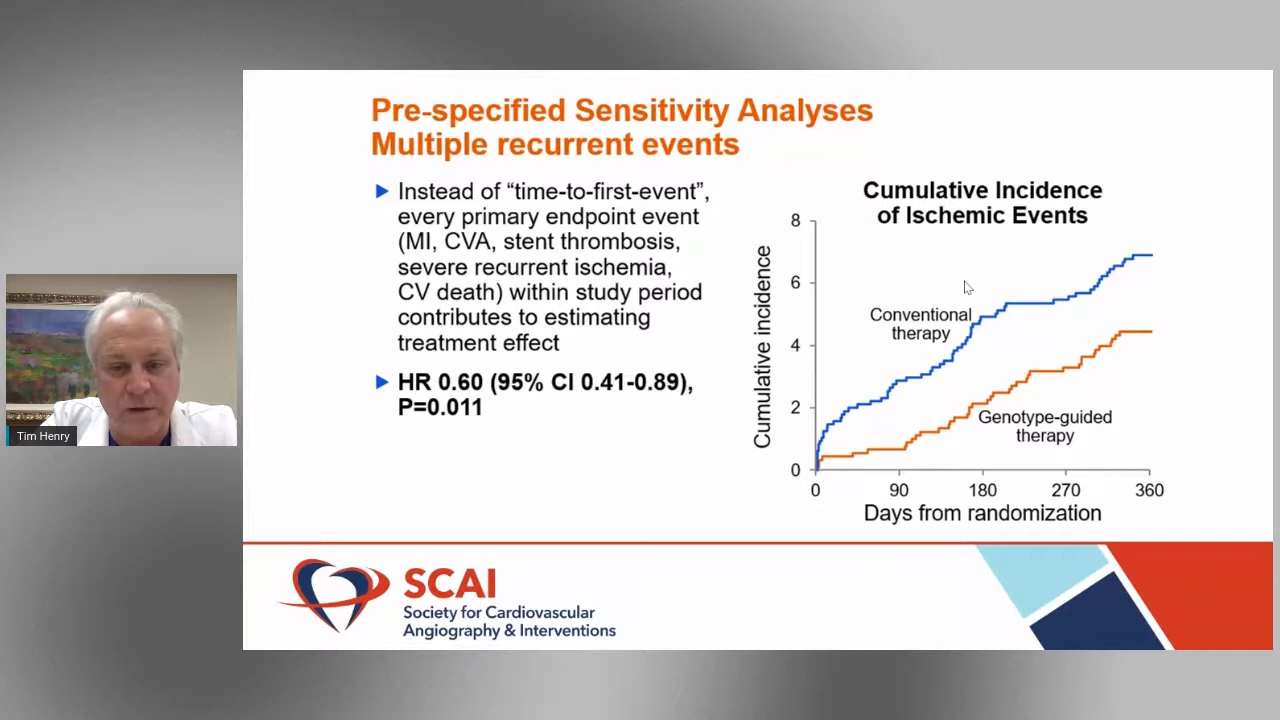 Pre-specified Sensitivity Analyses
Multiple recurrent events
Instead of “time-to-first-event”,
every primary endpoint event
(MI, CVA, stent thrombosis,
severe recurrent ischemia,
CV death) within study period
contributes to estimating
treatment effect
HR 0.60 (95% CI 0.41-0.89),
P=0.011
Cumulative Incidence
of Ischemic Events
Cumulative incidence
8
6
4
2
0
Conventional
therapy
Genotype-guided
therapy
0 90 180 270 360
Days from randomization
Tim Henry
SCAI
Society for Cardiovascular
Angiography & Interventions